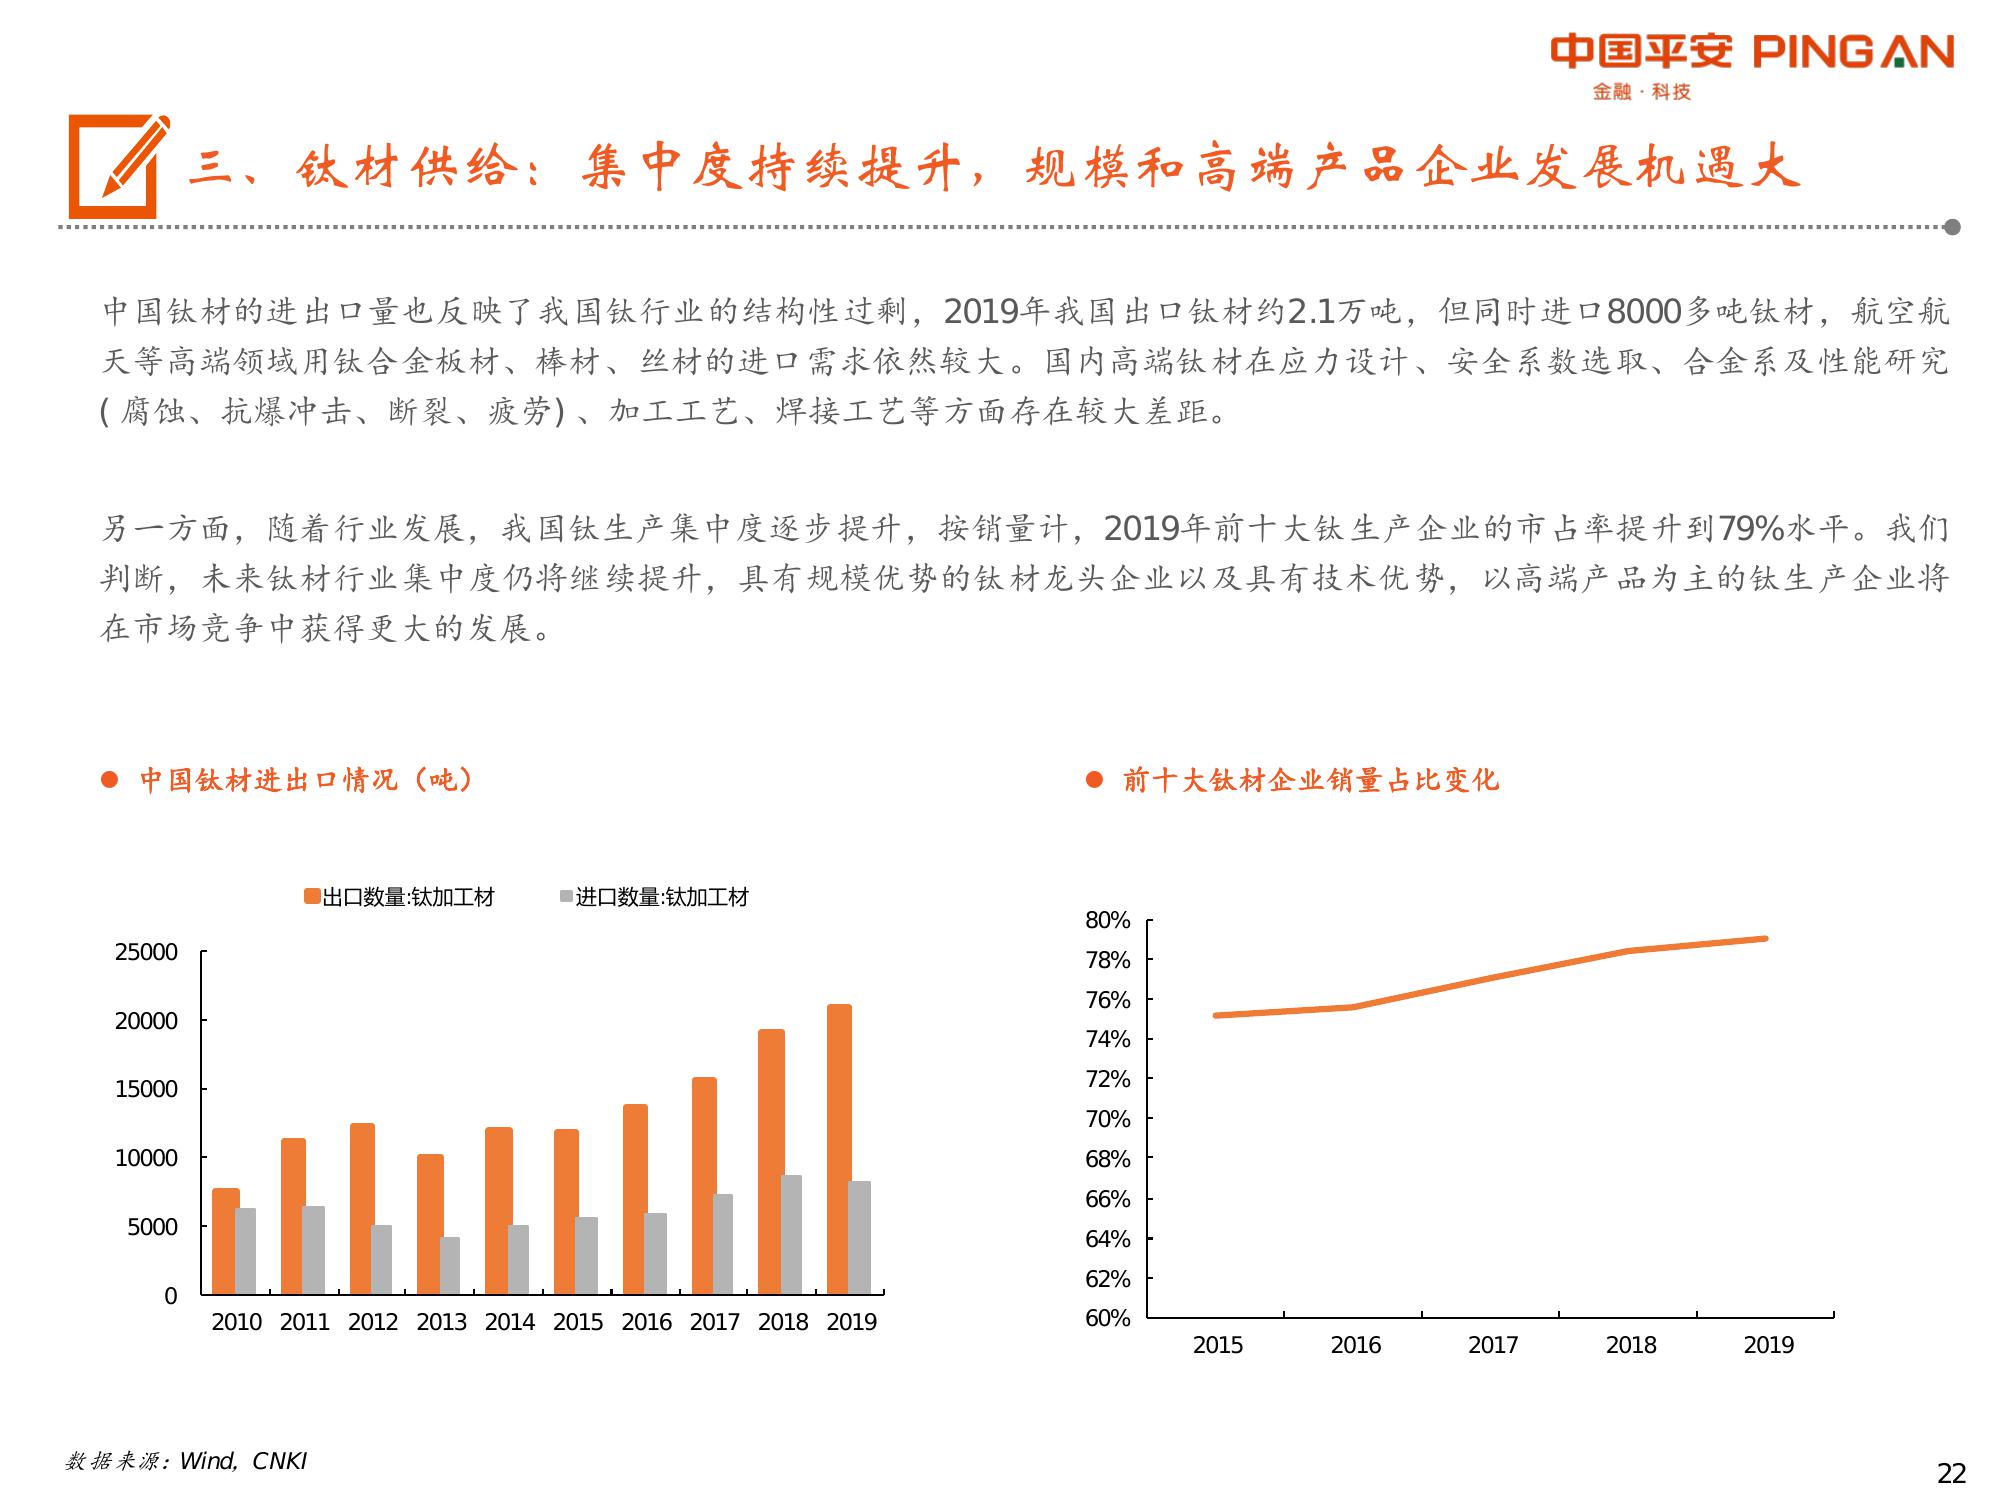 中国平安 PING AN
金融·科技
三、钛材供给：集中度持续提升，规模和高端产品企业发展机遇大
中国钛材的进出口量也反映了我国钛行业的结构性过剩，2019年我国出口钛材约2.1万吨，但同时进口8000多吨钛材，航空航
天等高端领域用钛合金板材、棒材、丝材的进口需求依然较大。国内高端钛材在应力设计、安全系数选取、合金系及性能研究
(腐蚀、抗爆冲击、断裂、疲劳)、加工工艺、焊接工艺等方面存在较大差距。
另一方面，随着行业发展，我国钛生产集中度逐步提升，按销量计，2019年前十大钛生产企业的市占率提升到79%水平。我们
判断，未来钛材行业集中度仍将继续提升，具有规模优势的钛材龙头企业以及具有技术优势，以高端产品为主的钛生产企业将
在市场竞争中获得更大的发展。
中国钛材进出口情况（吨）
出口数量:钛加工材 进口数量:钛加工材
25000
20000
15000
10000
5000
0
2010 2011 2012 2013 2014 2015 2016 2017 2018 2019
前十大钛材企业销量占比变化
80%
78%
76%
74%
72%
70%
68%
66%
64%
62%
60%
2015 2016 2017 2018 2019
数据来源：Wind，CNKI
22